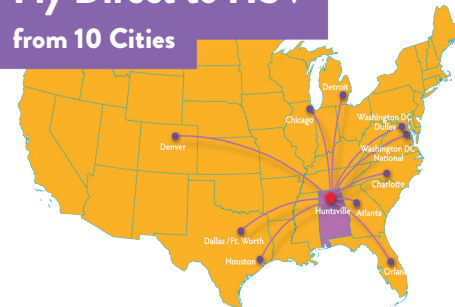 from 10 Cities
Detroit
Chicago
Washington DC
Dulles
Denver
Washington DC
National
Charlotte
Huntsville
Atlanta
Dallas / Ft. Worth
Houston